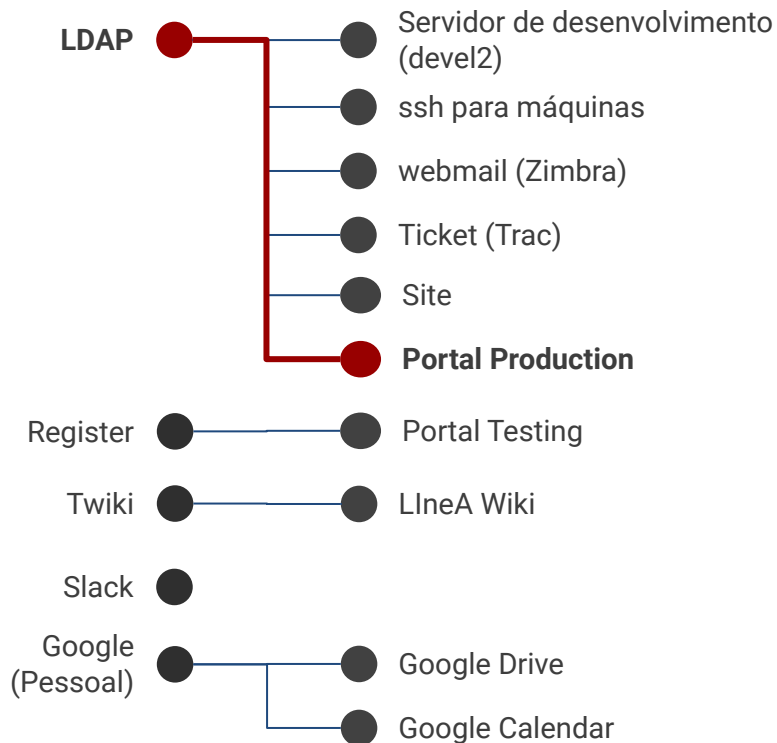 LDAP
Servidor de desenvolvimento
(devel2)
ssh para máquinas
webmail (Zimbra)
Ticket (Trac)
Site
Portal Production
Register
Portal Testing
Twiki
LIneA Wiki
Slack
Google
(Pessoal)
Google Drive
Google Calendar